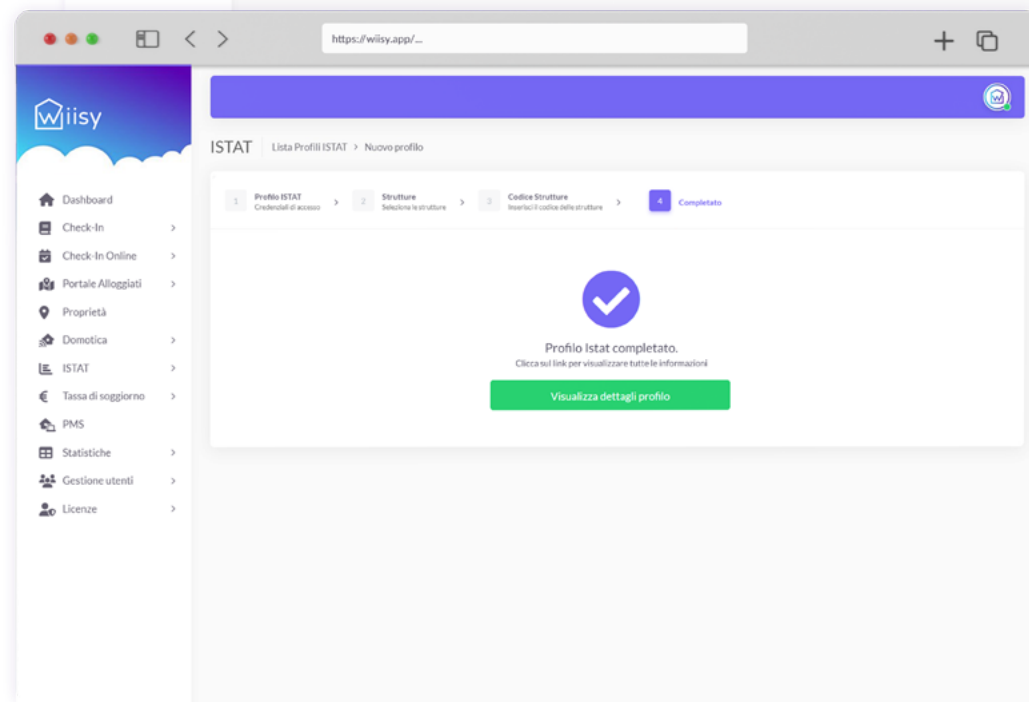 https://wiisy.app/...
Wiisy
ISTAT Lista Profili ISTAT > Nuovo profilo
1 Profilo ISTAT
Credenziali di accesso
> 2 Strutture
Seleziona le strutture
> 3 Codice Strutture
Inserisci il codice delle strutture
> 4 Completato
Dashboard
Check-In
Check-In Online
Portale Alloggiati
Proprietà
Domotica
ISTAT
Tassa di soggiorno
PMS
Statistiche
Gestione utenti
Licenze
Profilo Istat completato.
Clicca sul link per visualizzare tutte le informazioni
Visualizza dettagli profilo